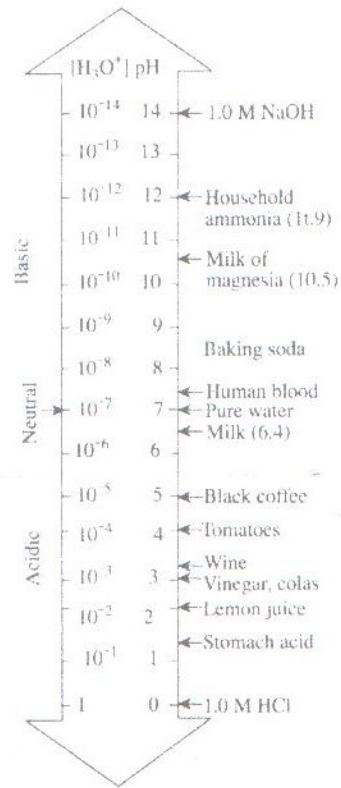 [H₃O⁺] pH
10⁻¹⁴ 14 1.0 M NaOH
10⁻¹³ 13
10⁻¹² 12 Household
ammonia (1t.9)
10⁻¹¹ 11
Milk of
10⁻¹⁰ 10 magnesia (10.5)
Basic
10⁻⁹ 9
Baking soda
10⁻⁸ 8
Human blood
Neutral
10⁻⁷ 7 Pure water
Milk (6.4)
10⁻⁶ 6
10⁻⁵ 5 Black coffee
10⁻⁴ 4 Tomatoes
Acidic
Wine
10⁻³ 3 Vinegar, colas
10⁻² 2 Lemon juice
Stomach acid
10⁻¹ 1
1 0 1.0 M HCl